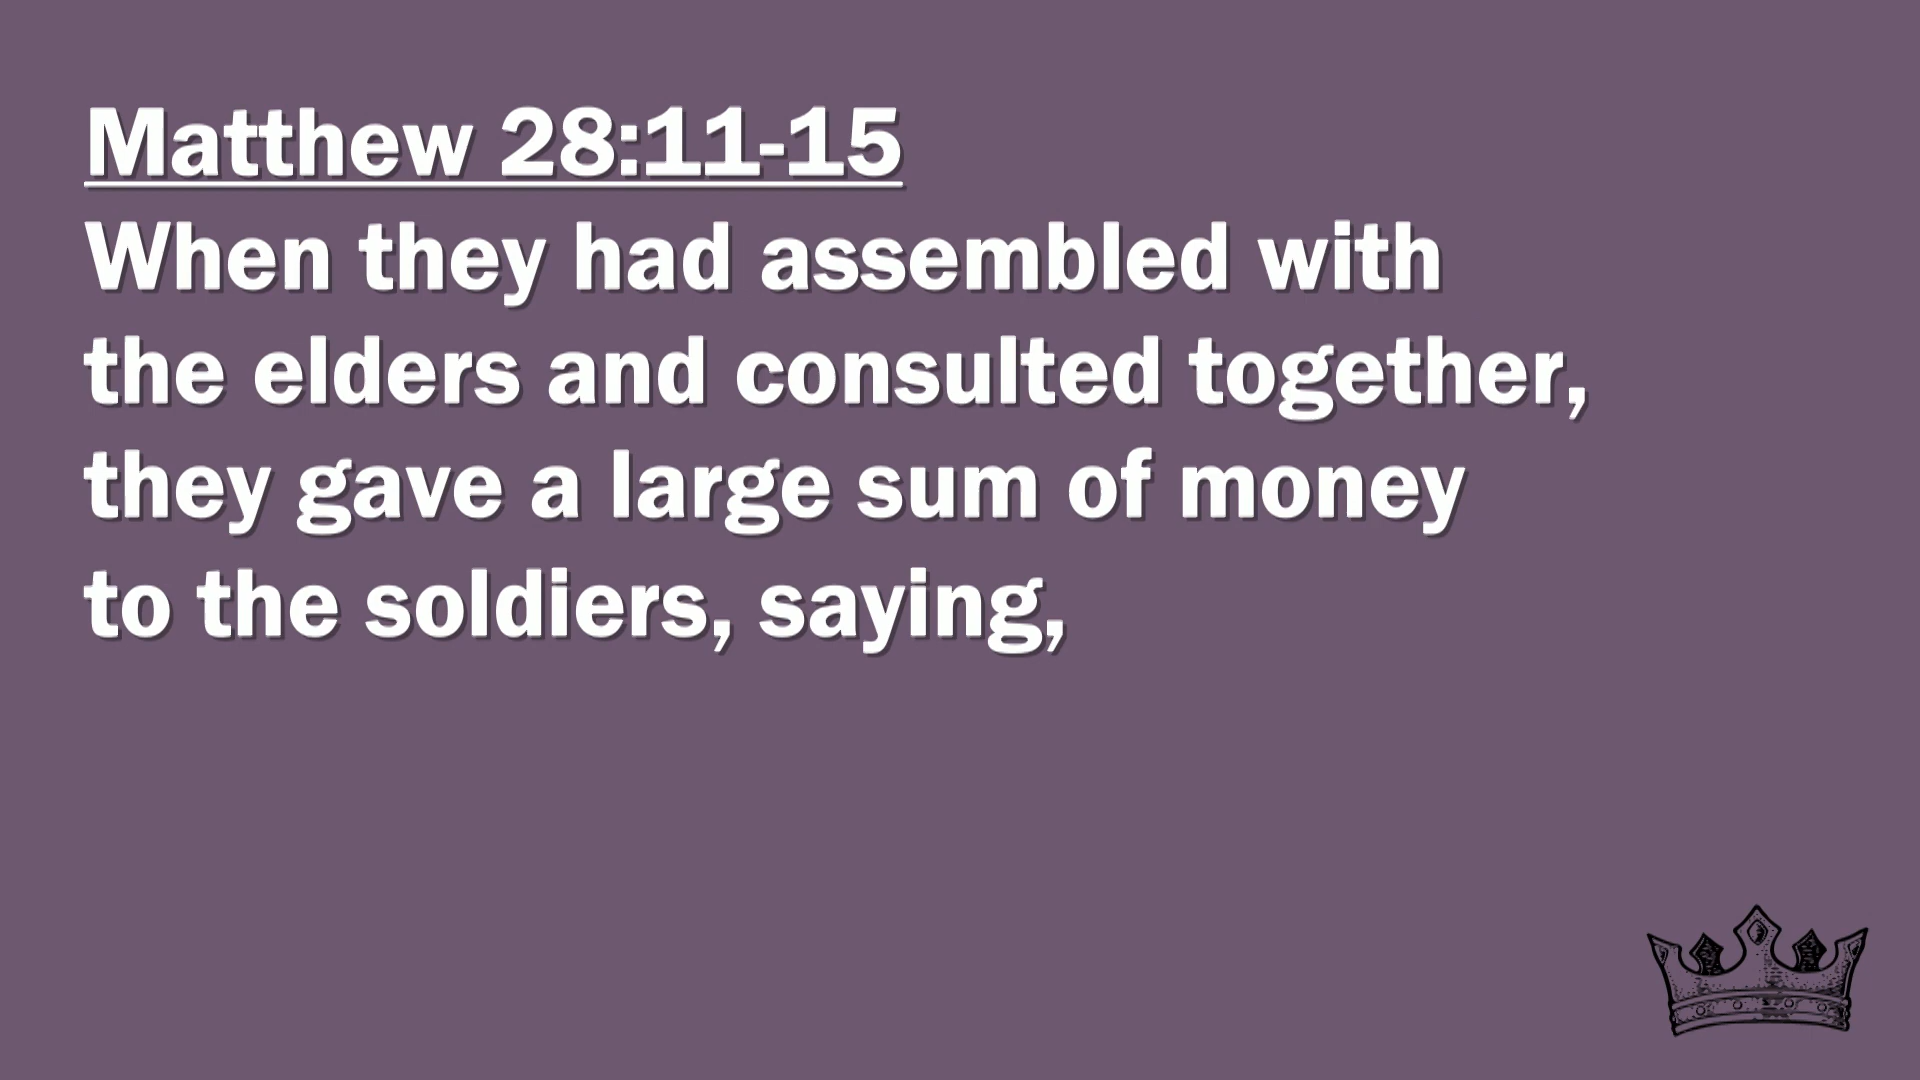 Matthew 28:11-15
When they had assembled with
the elders and consulted together,
they gave a large sum of money
to the soldiers, saying,